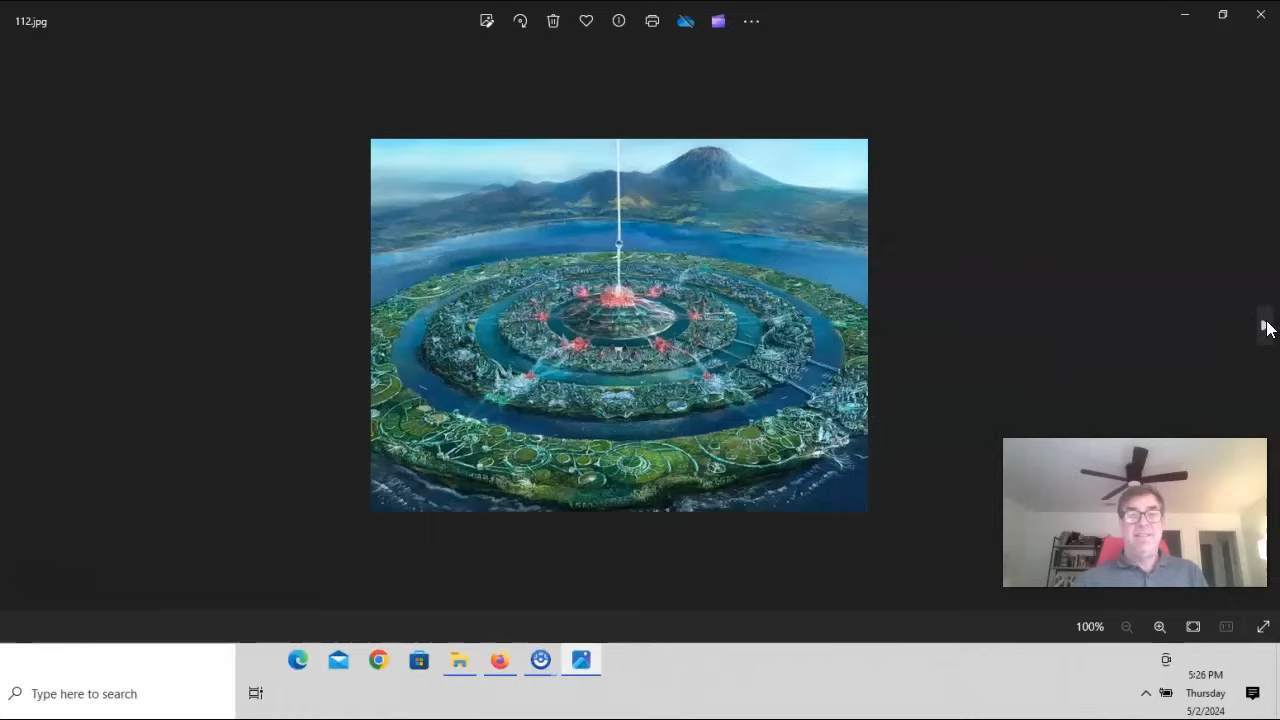 112.jpg
100%
Type here to search
5:26 PM
Thursday
5/2/2024